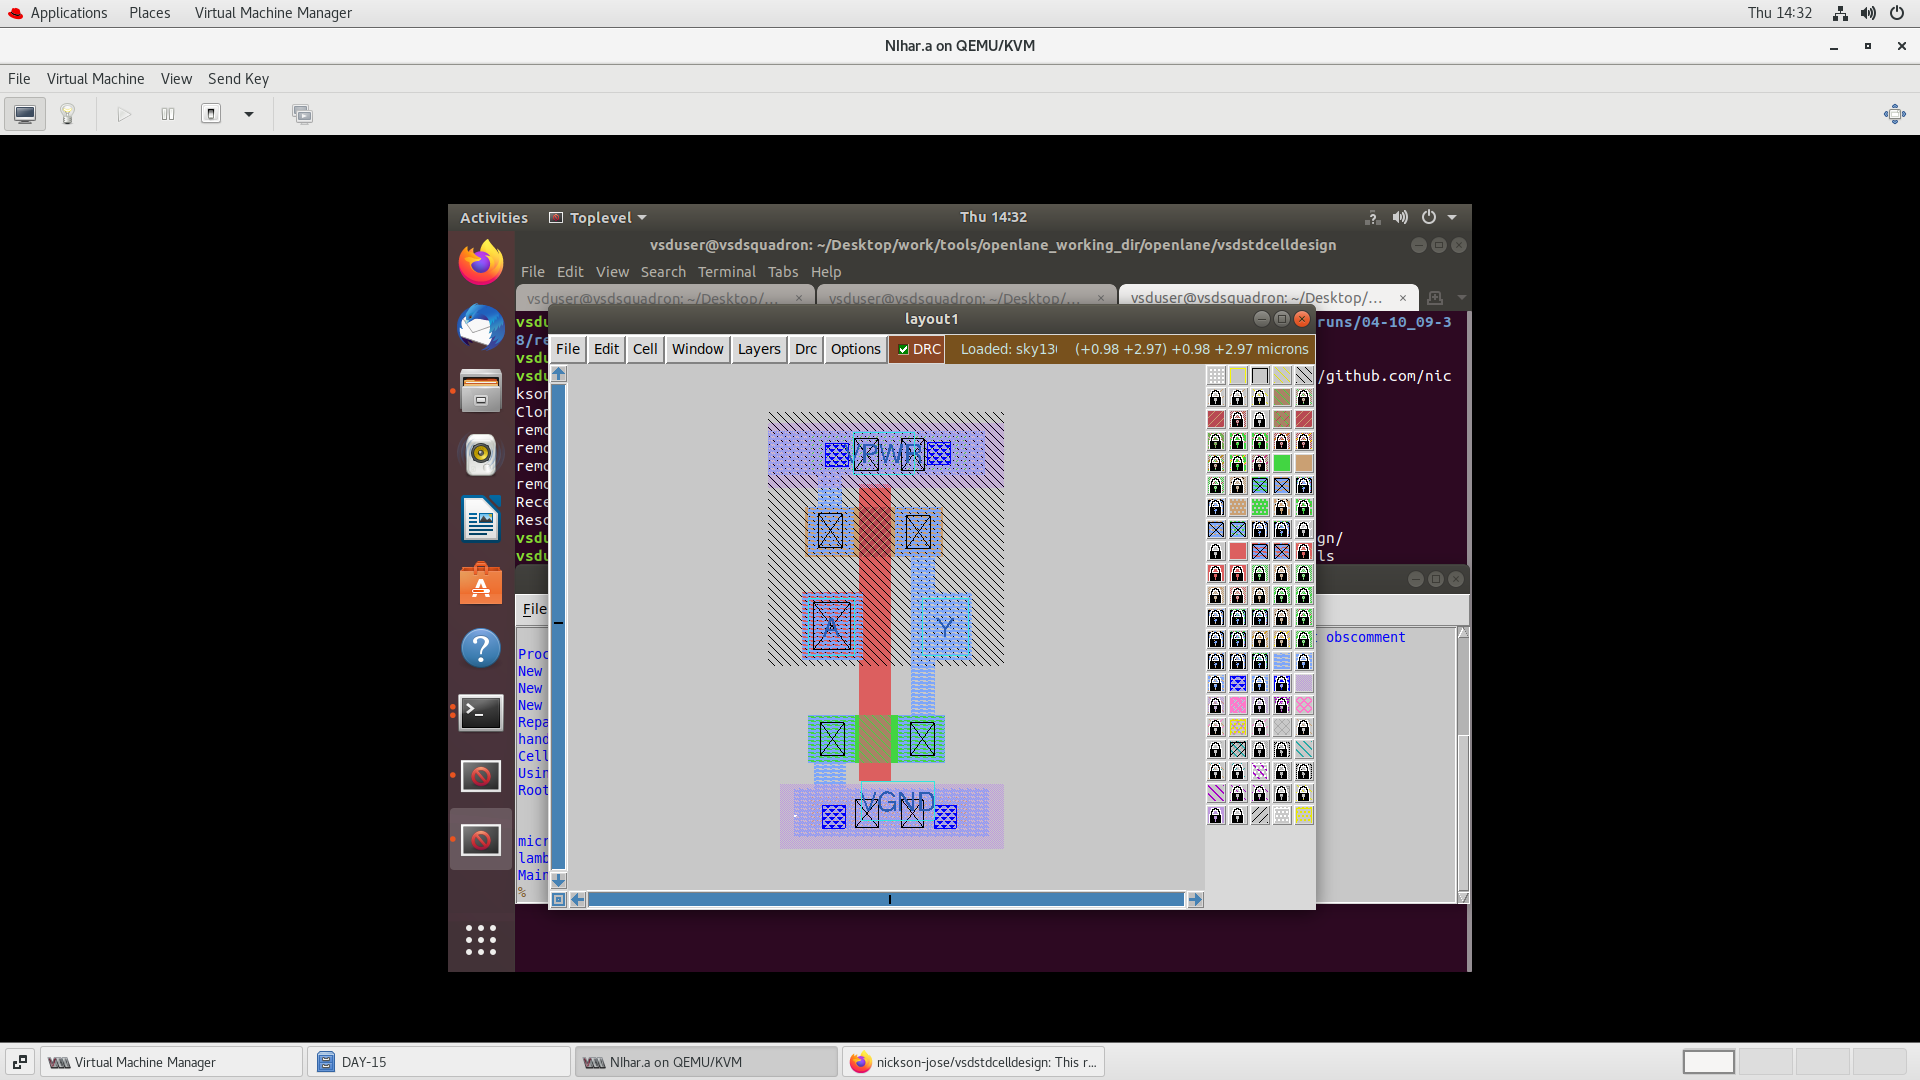 Applications Places Virtual Machine Manager Thu 14:32
NIhar.a on QEMU/KVM
File Virtual Machine View Send Key
Activities Toplevel Thu 14:32
vsduser@vsdsquadron: ~/Desktop/work/tools/openlane_working_dir/openlane/vsdstdcelldesign
File Edit View Search Terminal Tabs Help
vsduser@vsdsquadron: ~/Desktop/... × vsduser@vsdsquadron: ~/Desktop/... × vsduser@vsdsquadron: ~/Desktop/... ×
layout1
vsdu runs/04-10_09-3
8/re
File Edit Cell Window Layers Drc Options DRC Loaded: sky13 (+0.98 +2.97) +0.98 +2.97 microns
vsdu
vsdu /github.com/nic
kson
Clon
remo
remo
remo
remo
Rece
Reso
vsdu gn/
vsdu ls
VPWR
A
Y
VGND
File
obscomment
Proc
New
New
New
Repa
hand
Cell
Usin
Root
micr
lamb
Main
%
Virtual Machine Manager DAY-15 NIhar.a on QEMU/KVM nickson-jose/vsdstdcelldesign: This r...